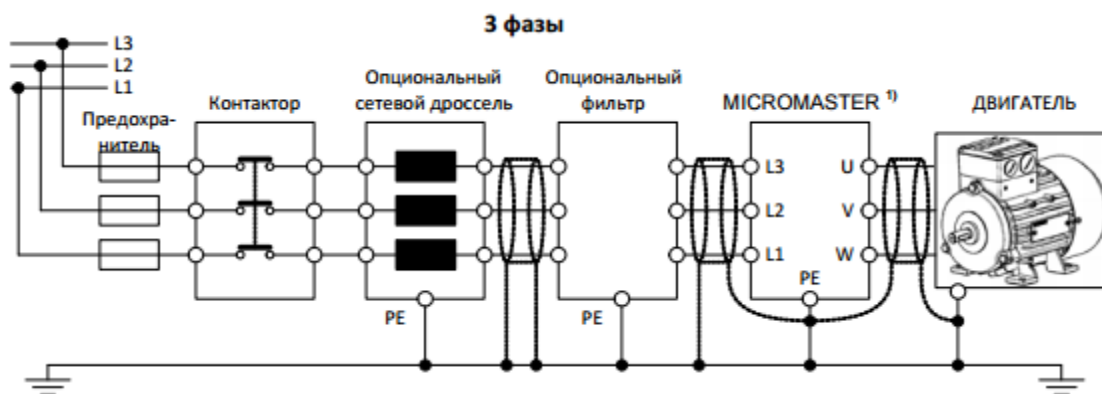 3 фазы
L3
L2
L1
Предохра-
нитель
Контактор
Опциональный
сетевой дроссель
Опциональный
фильтр
MICROMASTER 1)
ДВИГАТЕЛЬ
L3
U
L2
V
L1
W
PE
PE
PE